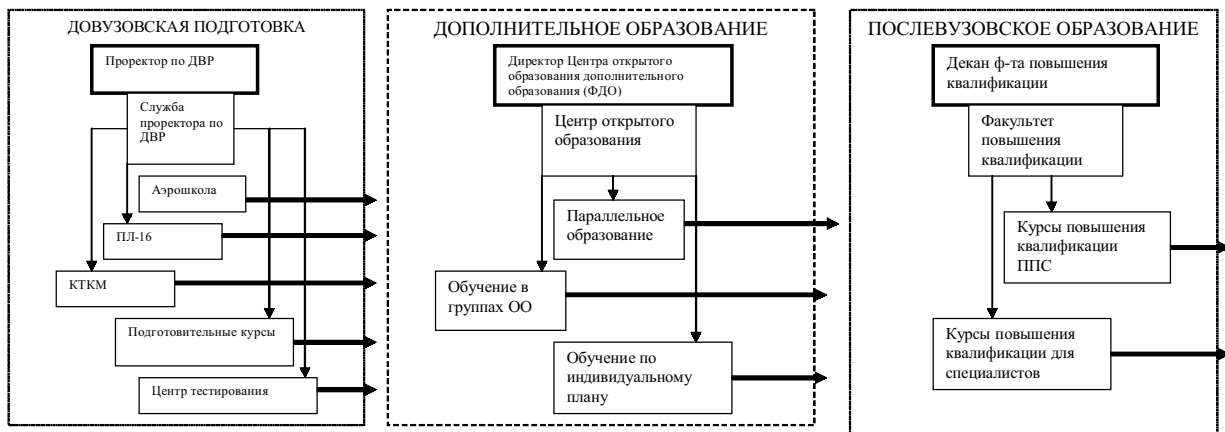 ДОВУЗОВСКАЯ ПОДГОТОВКА
Проректор по ДВР
Служба
проректора по
ДВР
Аэрошкола
ПЛ-16
КТКМ
Подготовительные курсы
Центр тестирования
ДОПОЛНИТЕЛЬНОЕ ОБРАЗОВАНИЕ
Директор Центра открытого
образования дополнительного
образования (ФДО)
Центр открытого
образования
Параллельное
образование
Обучение в
группах ОО
Обучение по
индивидуальному
плану
ПОСЛЕВУЗОВСКОЕ ОБРАЗОВАНИЕ
Декан ф-та повышения
квалификации
Факультет
повышения
квалификации
Курсы повышения
квалификации
ППС
Курсы повышения
квалификации для
специалистов